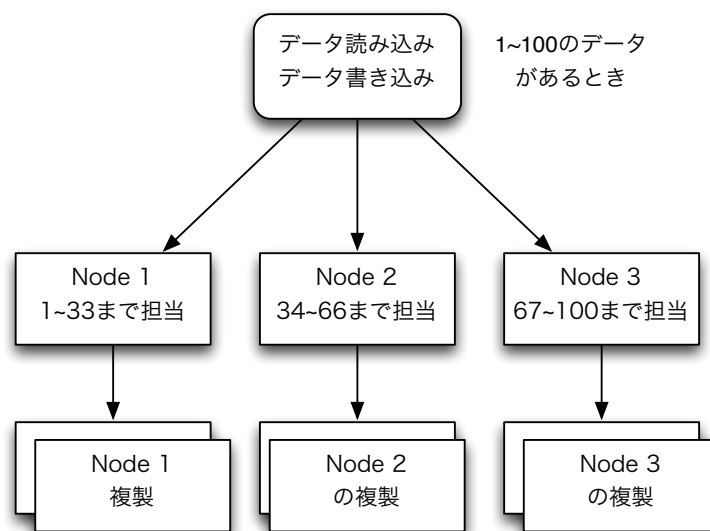 データ読み込み
データ書き込み
1~100のデータ
があるとき
Node 1
1~33まで担当
Node 2
34~66まで担当
Node 3
67~100まで担当
Node 1
複製
Node 2
の複製
Node 3
の複製